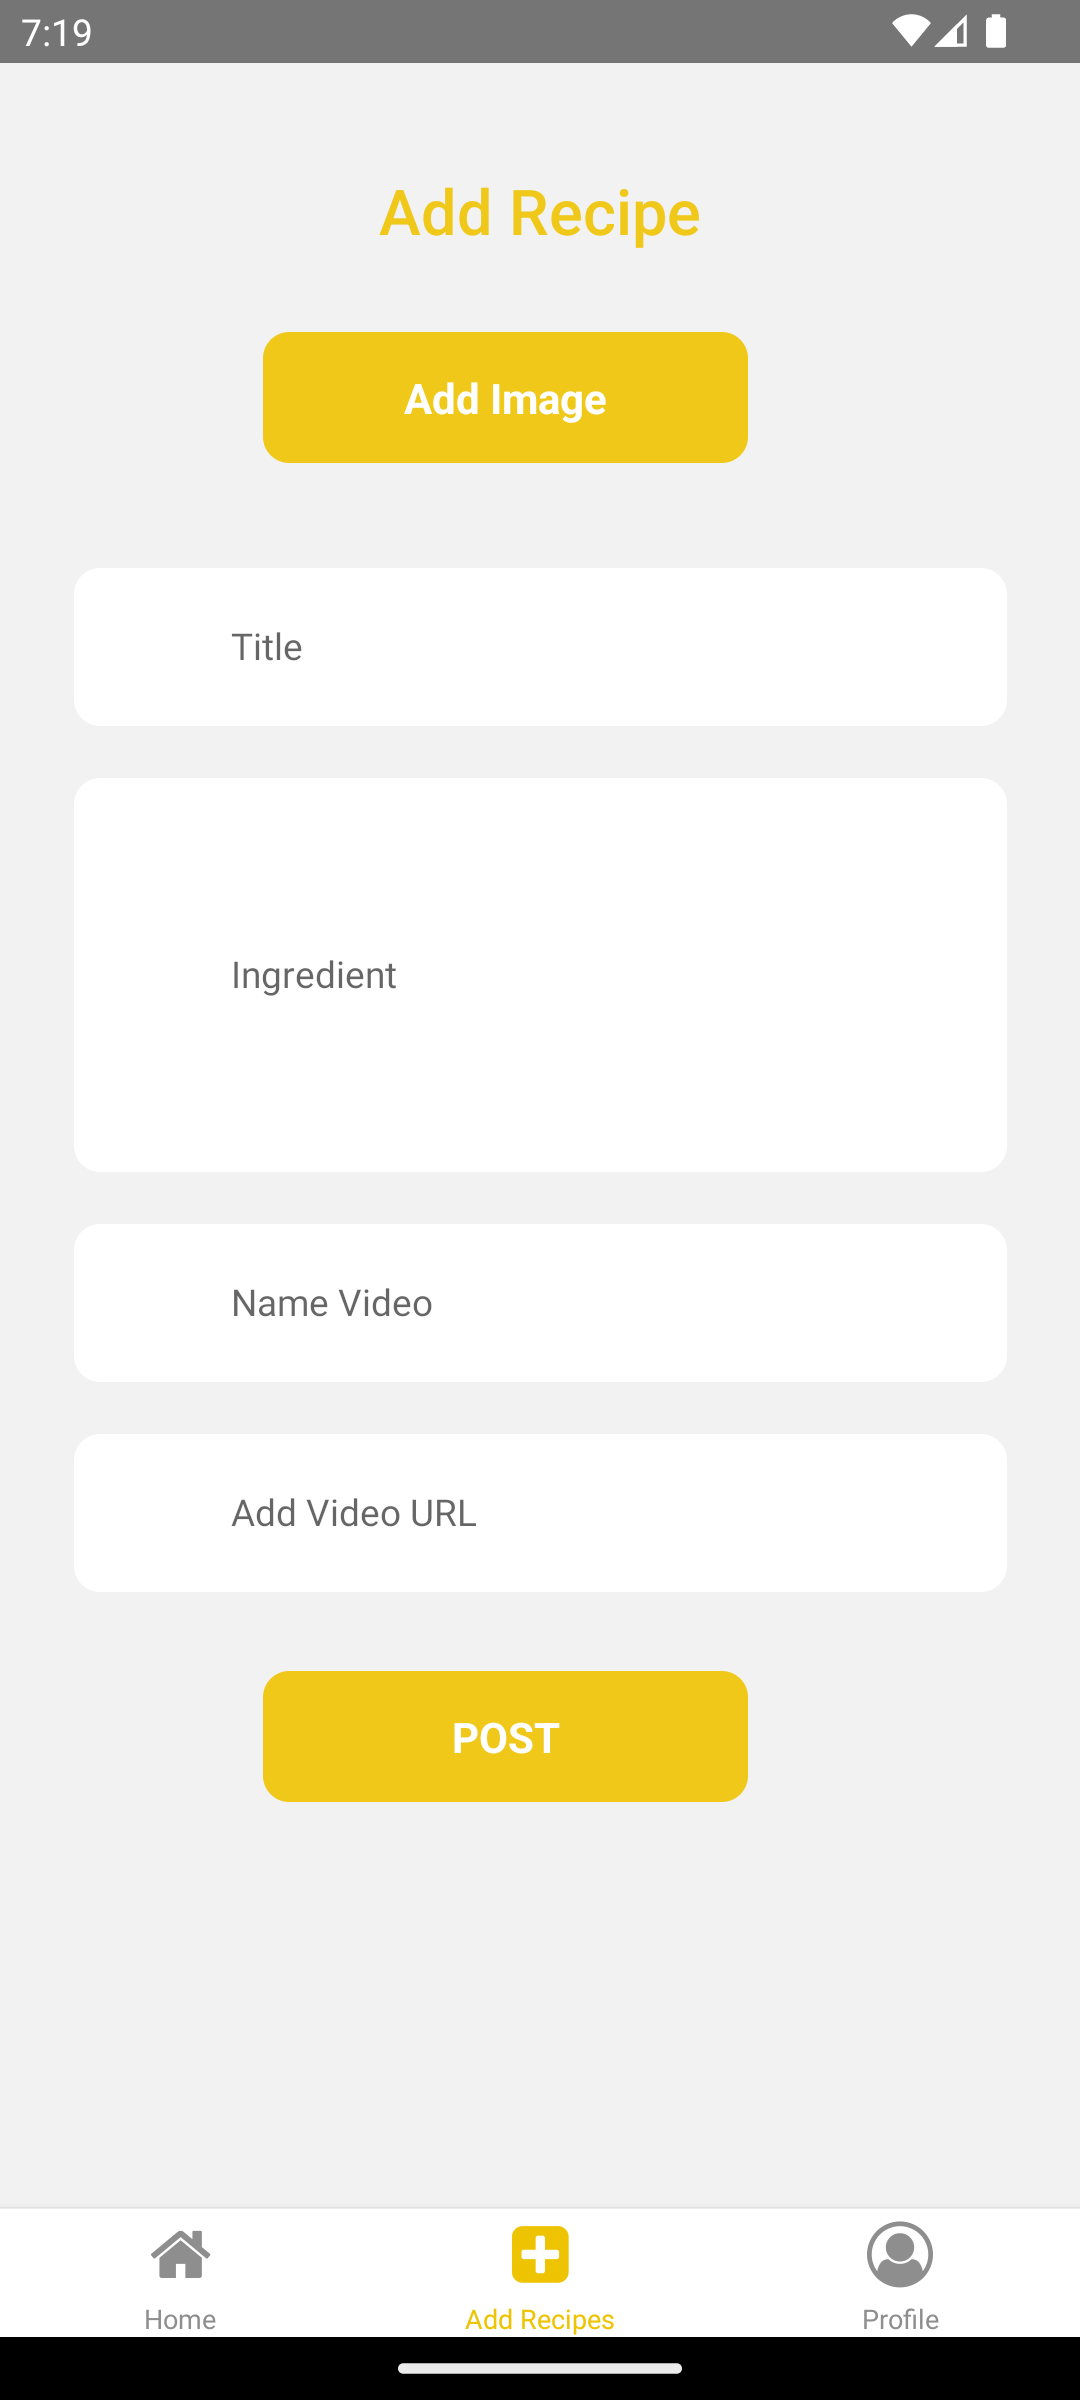 7:19
Add Recipe
Add Image
Title
Ingredient
Name Video
Add Video URL
POST
Home
Add Recipes
Profile